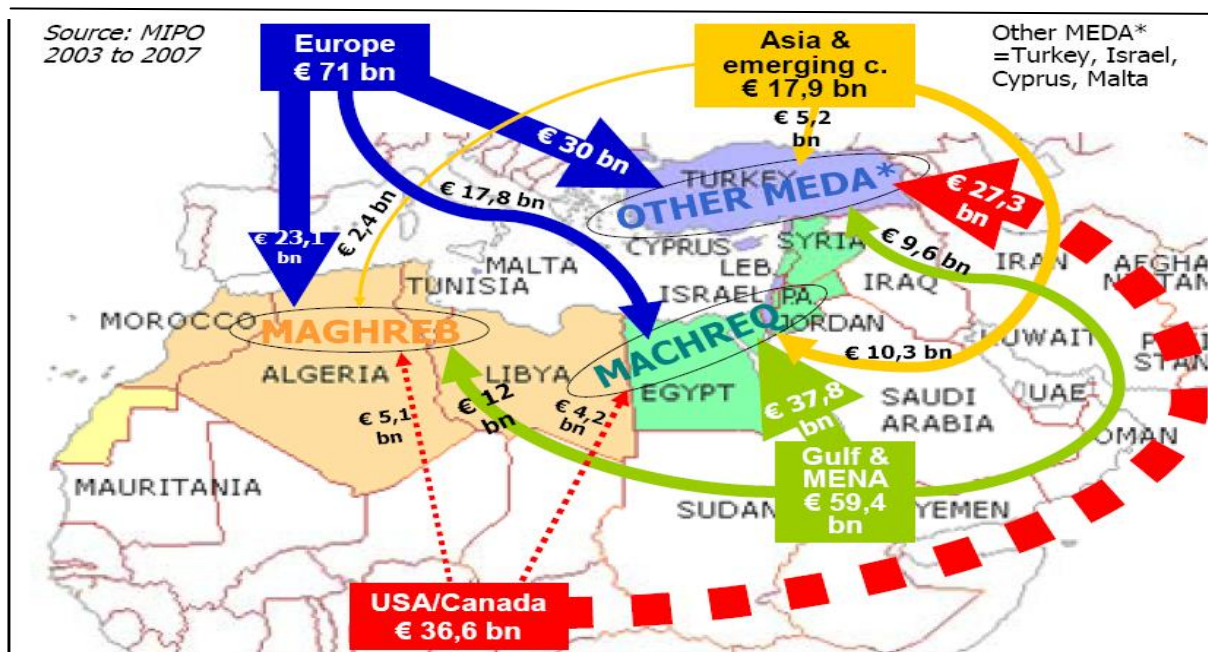 Source: MIPO
2003 to 2007
Europe
€ 71 bn
Asia &
emerging c.
€ 17,9 bn
Other MEDA*
=Turkey, Israel,
Cyprus, Malta
€ 5,2
bn
€ 30 bn
TURKEY
OTHER MEDA*
€ 27,3
bn
€ 17,8 bn
€ 2,4 bn
€ 23,1
bn
CYPRUS
SYRIA
€ 9,6 bn
IRAN
MALTA
LEB.
IRAQ
TUNISIA
ISRAEL
PA.
JORDAN
MOROCCO
MAGHREB
MACHREQ
KUWAIT
€ 10,3 bn
ALGERIA
LIBYA
EGYPT
SAUDI
ARABIA
UAE
€ 5,1
bn
€ 12
bn
€ 4,2
bn
€ 37,8
bn
OMAN
MAURITANIA
Gulf &
MENA
€ 59,4
bn
SUDAN
YEMEN
USA/Canada
€ 36,6 bn